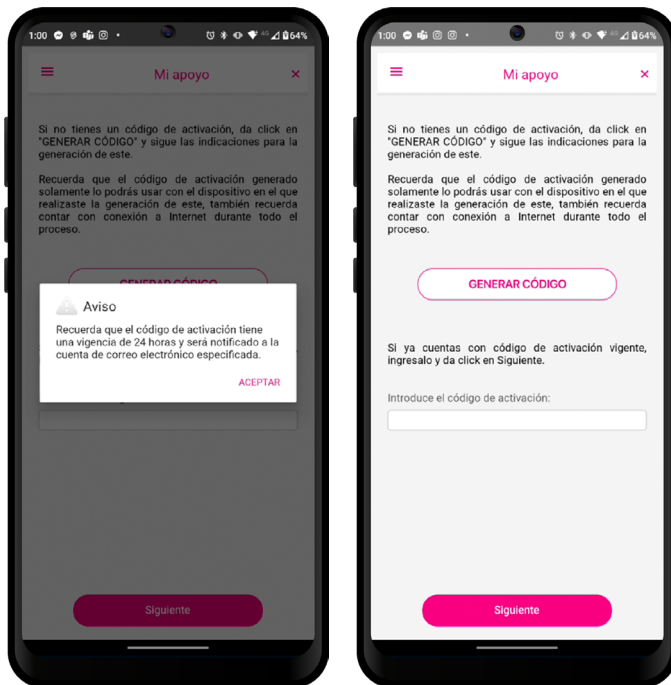 1:00
64%
Mi apoyo
Si no tienes un código de activación, da click en
"GENERAR CÓDIGO" y sigue las indicaciones para la
generación de este.
Recuerda que el código de activación generado
solamente lo podrás usar con el dispositivo en el que
realizaste la generación de este, también recuerda
contar con conexión a Internet durante todo el
proceso.
GENERAR CÓDIGO
Aviso
Recuerda que el código de activación tiene
una vigencia de 24 horas y será notificado a la
cuenta de correo electrónico especificada.
ACEPTAR
Siguiente
1:00
4G
64%
Mi apoyo
Si no tienes un código de activación, da click en
"GENERAR CÓDIGO" y sigue las indicaciones para la
generación de este.
Recuerda que el código de activación generado
solamente lo podrás usar con el dispositivo en el que
realizaste la generación de este, también recuerda
contar con conexión a Internet durante todo el
proceso.
GENERAR CÓDIGO
Si ya cuentas con código de activación vigente,
ingresalo y da click en Siguiente.
Introduce el código de activación:
Siguiente